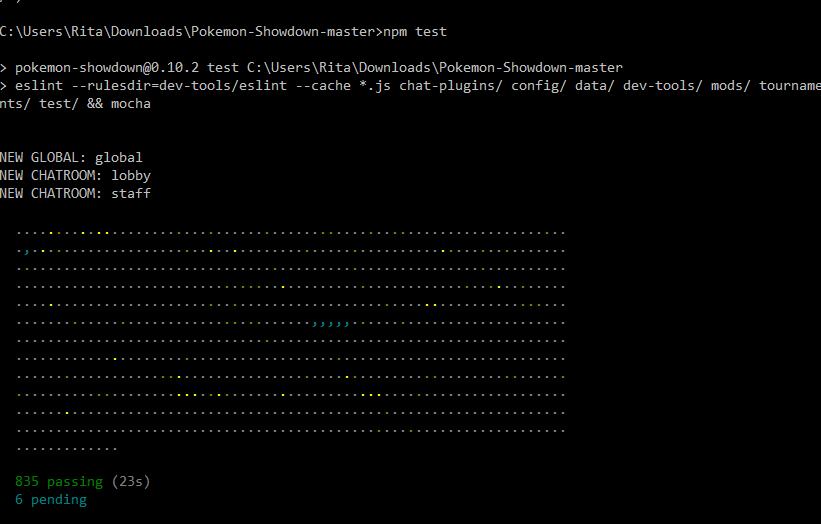 C:\Users\Rita\Downloads\Pokemon-Showdown-master>npm test
> pokemon-showdown@0.10.2 test C:\Users\Rita\Downloads\Pokemon-Showdown-master
> eslint --rulesdir=dev-tools/eslint --cache *.js chat-plugins/ config/ data/ dev-tools/ mods/ tourname
nts/ test/ && mocha
NEW GLOBAL: global
NEW CHATROOM: lobby
NEW CHATROOM: staff
.....................................................................
.,...................................................................
.....................................................................
.....................................................................
.....................................................................
.....................................,,,,,...........................
.....................................................................
.....................................................................
.....................................................................
.....................................................................
.....................................................................
.....................................................................
.............
835 passing (23s)
6 pending